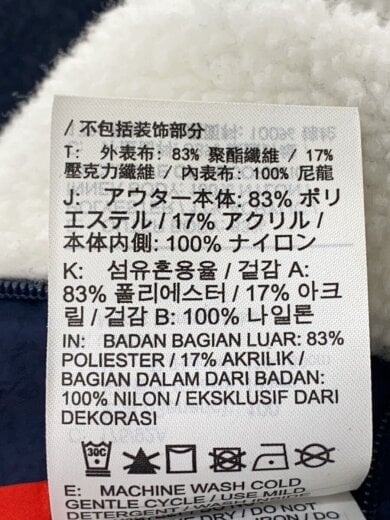 / 不包括装饰部分
T: 外表布: 83% 聚酯纖維 / 17%
壓克力纖維 / 內表布: 100% 尼龍
J: アウター本体: 83% ポリ
エステル / 17% アクリル /
本体内側: 100% ナイロン
K: 섬유혼용율 / 겉감 A:
83% 폴리에스터 / 17% 아크
릴 / 겉감 B: 100% 나일론
IN: BADAN BAGIAN LUAR: 83%
POLIESTER / 17% AKRILIK /
BAGIAN DALAM DARI BADAN:
100% NILON / EKSKLUSIF DARI
DEKORASI
30C
E: MACHINE WASH COLD
GENTLE CYCLE / USE MILD
DETERGENT / WASH INSIDE